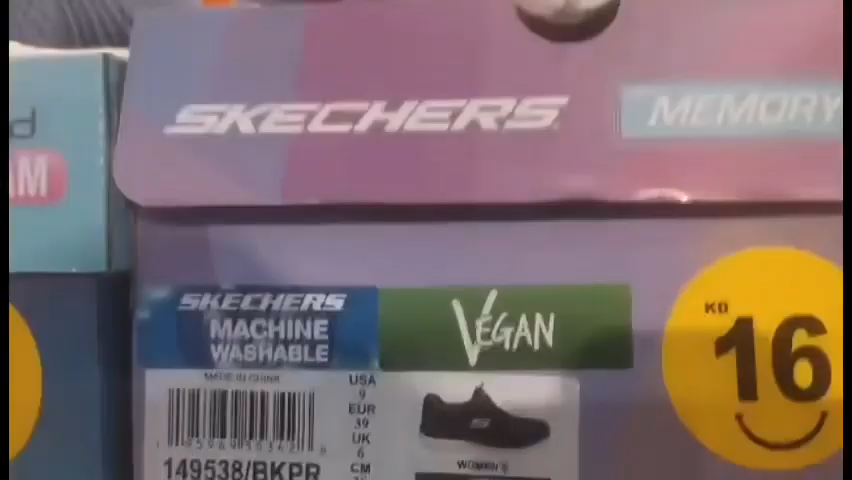 SKECHERS
MEMORY
SKECHERS
MACHINE
WASHABLE
VEGAN
KD
16
MADE IN CHINA
USA
9
EUR
39
UK
6
CM
149538/BKPR
WOMEN'S